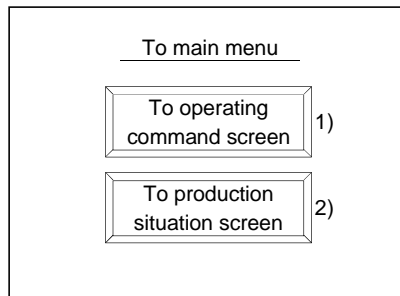 To main menu
To operating
command screen
1)
To production
situation screen
2)